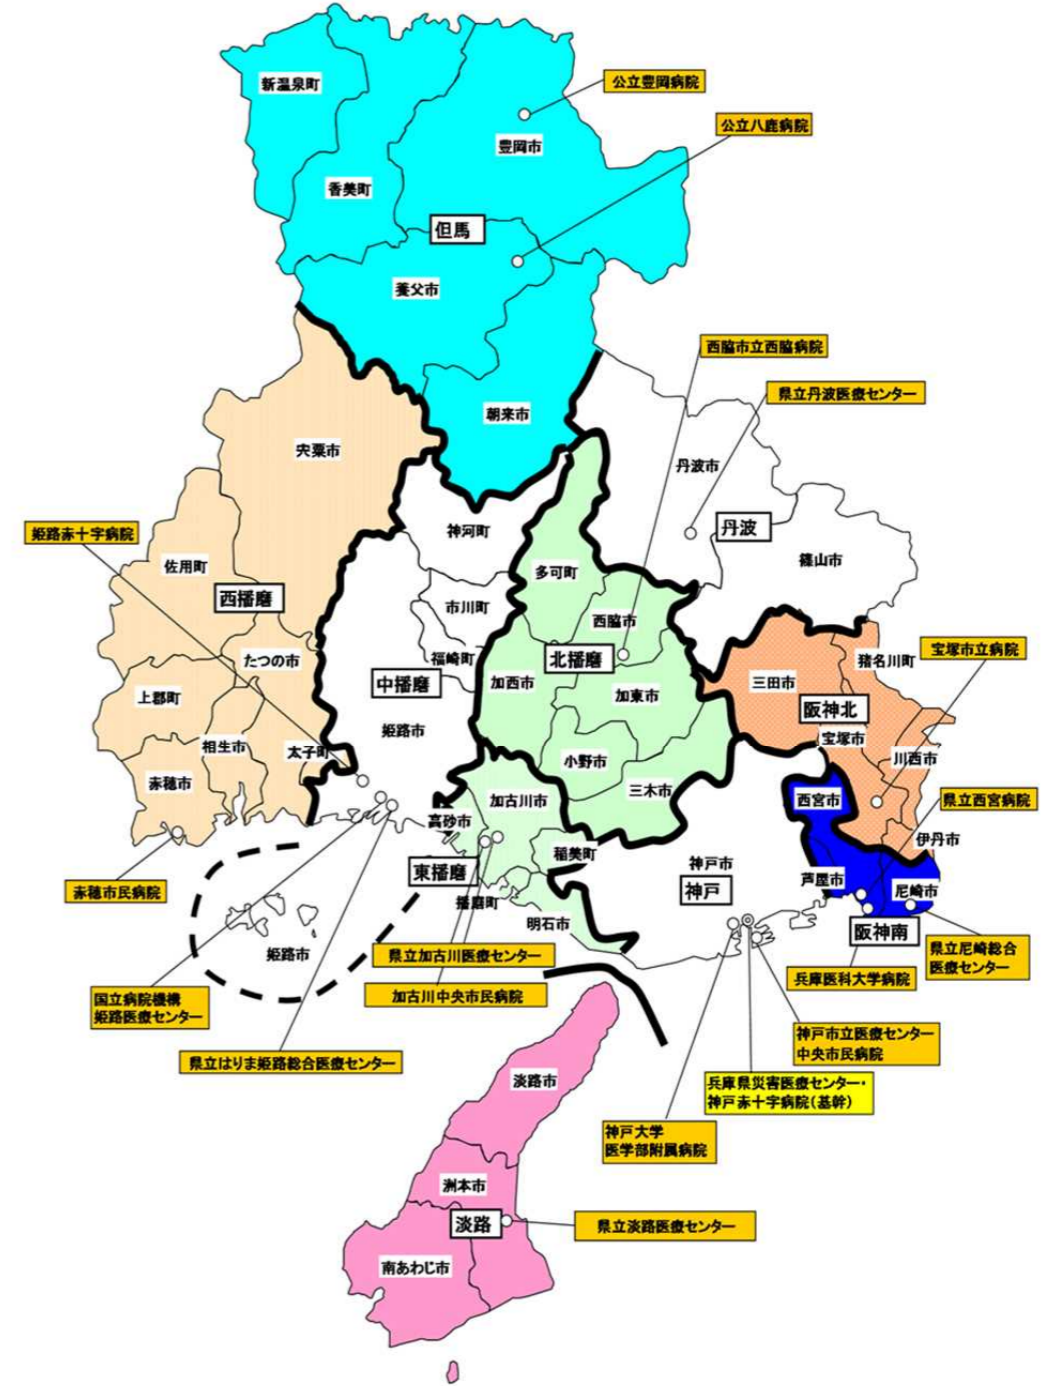 新温泉町
公立豊岡病院
公立八鹿病院
豊岡市
香美町
但馬
養父市
西脇市立西脇病院
県立丹波医療センター
朝来市
宍粟市
丹波市
姫路赤十字病院
神河町
丹波
佐用町
多可町
篠山市
西播磨
市川町
西脇市
宝塚市立病院
たつの市
福崎町
北播磨
猪名川町
中播磨
加西市
三田市
上郡町
加東市
阪神北
姫路市
宝塚市
相生市
太子町
小野市
川西市
赤穂市
三木市
加古川市
西宮市
県立西宮病院
高砂市
伊丹市
稲美町
神戸市
東播磨
芦屋市
赤穂市民病院
神戸
尼崎市
播磨町
明石市
阪神南
姫路市
県立加古川医療センター
県立尼崎総合
医療センター
兵庫医科大学病院
加古川中央市民病院
国立病院機構
姫路医療センター
神戸市立医療センター
中央市民病院
県立はりま姫路総合医療センター
兵庫県災害医療センター・
神戸赤十字病院(基幹)
淡路市
神戸大学
医学部附属病院
洲本市
淡路
県立淡路医療センター
南あわじ市